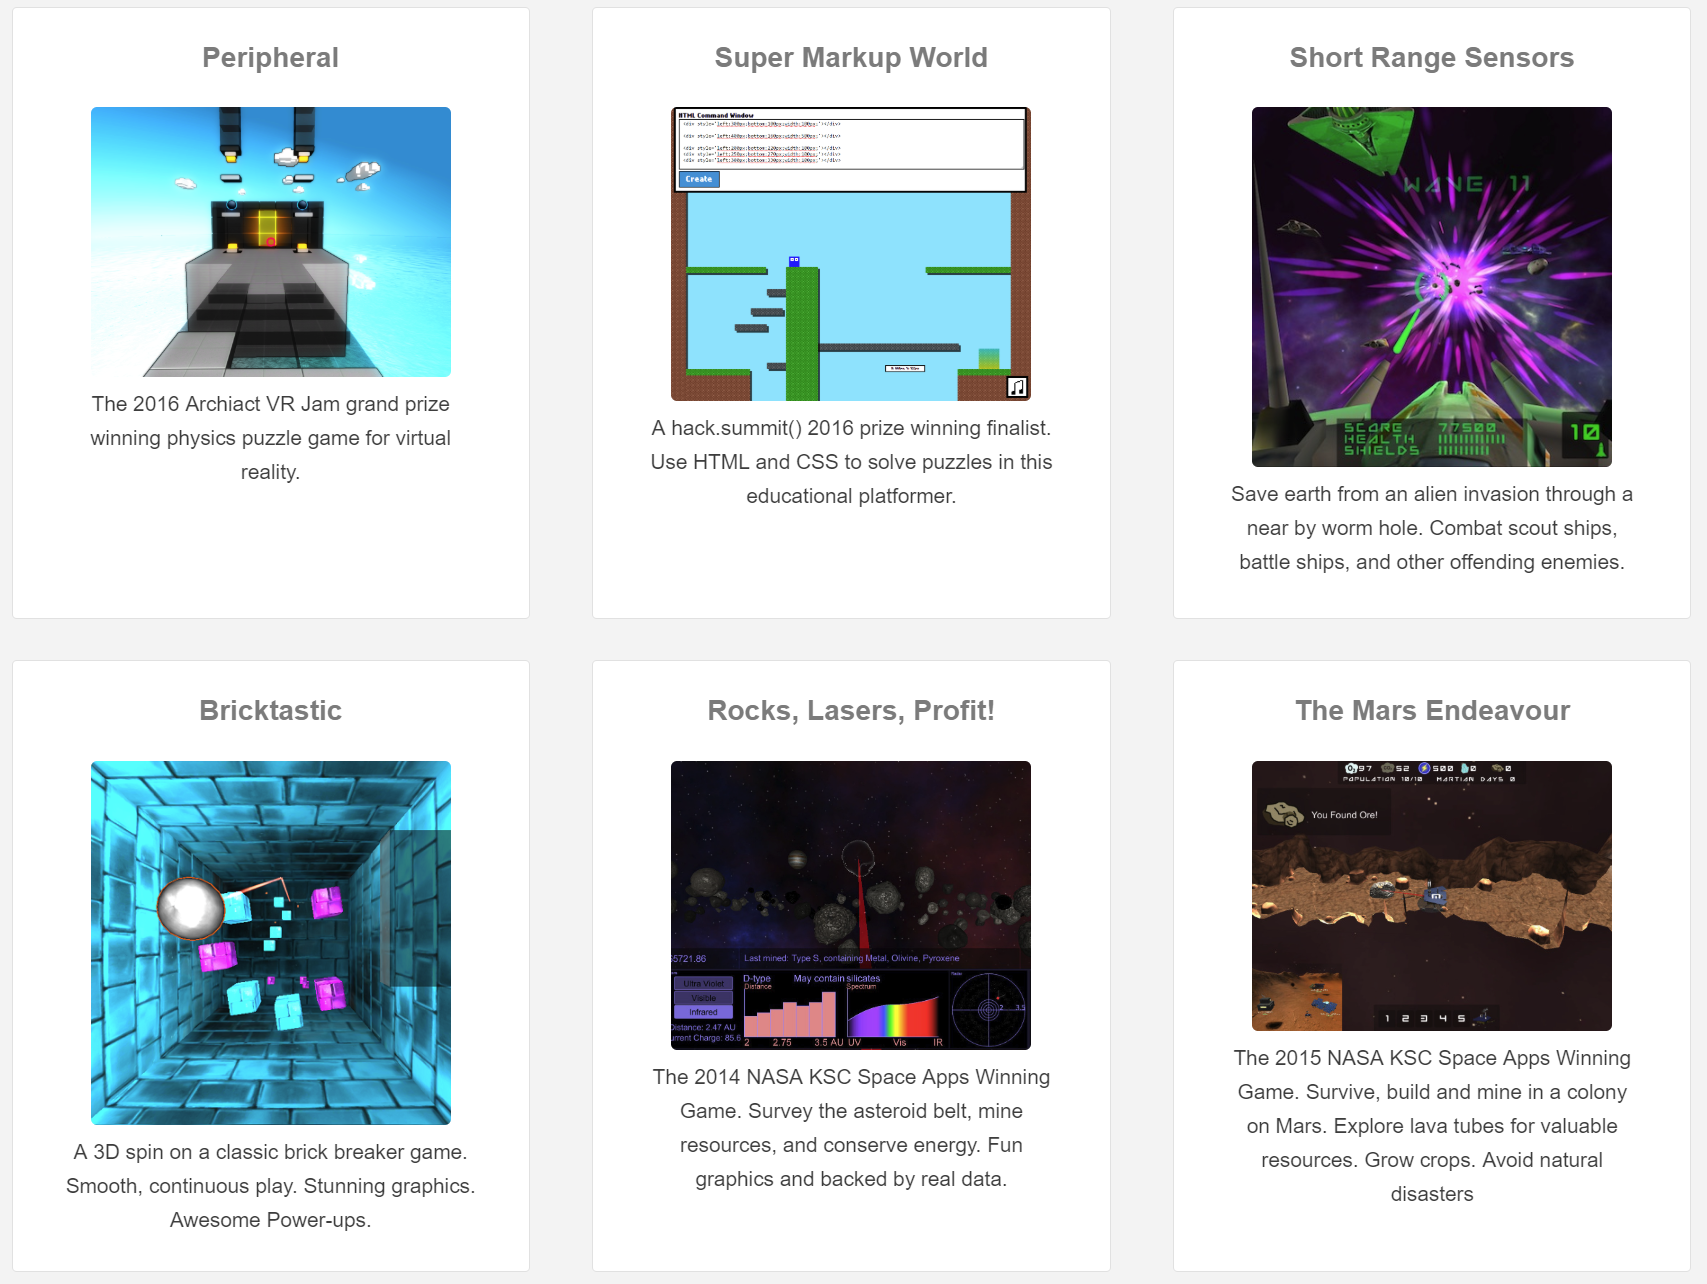 Peripheral
The 2016 Archiact VR Jam grand prize
winning physics puzzle game for virtual
reality.
Super Markup World
HTML Command Window
Create
A hack.summit() 2016 prize winning finalist.
Use HTML and CSS to solve puzzles in this
educational platformer.
Short Range Sensors
WAVE 11
SCORE 77500
HEALTH
SHIELDS
10
Save earth from an alien invasion through a
near by worm hole. Combat scout ships,
battle ships, and other offending enemies.
Bricktastic
A 3D spin on a classic brick breaker game.
Smooth, continuous play. Stunning graphics.
Awesome Power-ups.
Rocks, Lasers, Profit!
5721.86 Last mined: Type S, containing Metal, Olivine, Pyroxene
D-type May contain silicates
Distance Spectrum
Ultra Violet
Visible
Infrared
Distance: 2.47 AU
urrent Charge: 85.6
2 2.75 3.5 AU UV Vis IR
2 3.5
The 2014 NASA KSC Space Apps Winning
Game. Survey the asteroid belt, mine
resources, and conserve energy. Fun
graphics and backed by real data.
The Mars Endeavour
97 52 500 0 0
POPULATION 10/10 MARTIAN DAYS 0
You Found Ore!
1 2 3 4 5
The 2015 NASA KSC Space Apps Winning
Game. Survive, build and mine in a colony
on Mars. Explore lava tubes for valuable
resources. Grow crops. Avoid natural
disasters